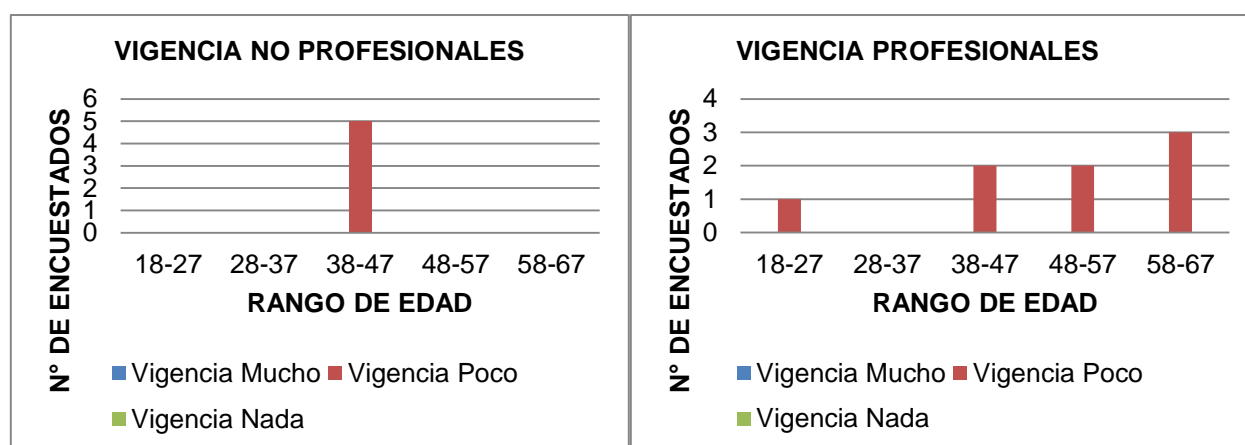 VIGENCIA NO PROFESIONALES
N° DE ENCUESTADOS
6
5
4
3
2
1
0
18-27 28-37 38-47 48-57 58-67
RANGO DE EDAD
Vigencia Mucho Vigencia Poco
Vigencia Nada
VIGENCIA PROFESIONALES
N° DE ENCUESTADOS
4
3
2
1
0
18-27 28-37 38-47 48-57 58-67
RANGO DE EDAD
Vigencia Mucho Vigencia Poco
Vigencia Nada